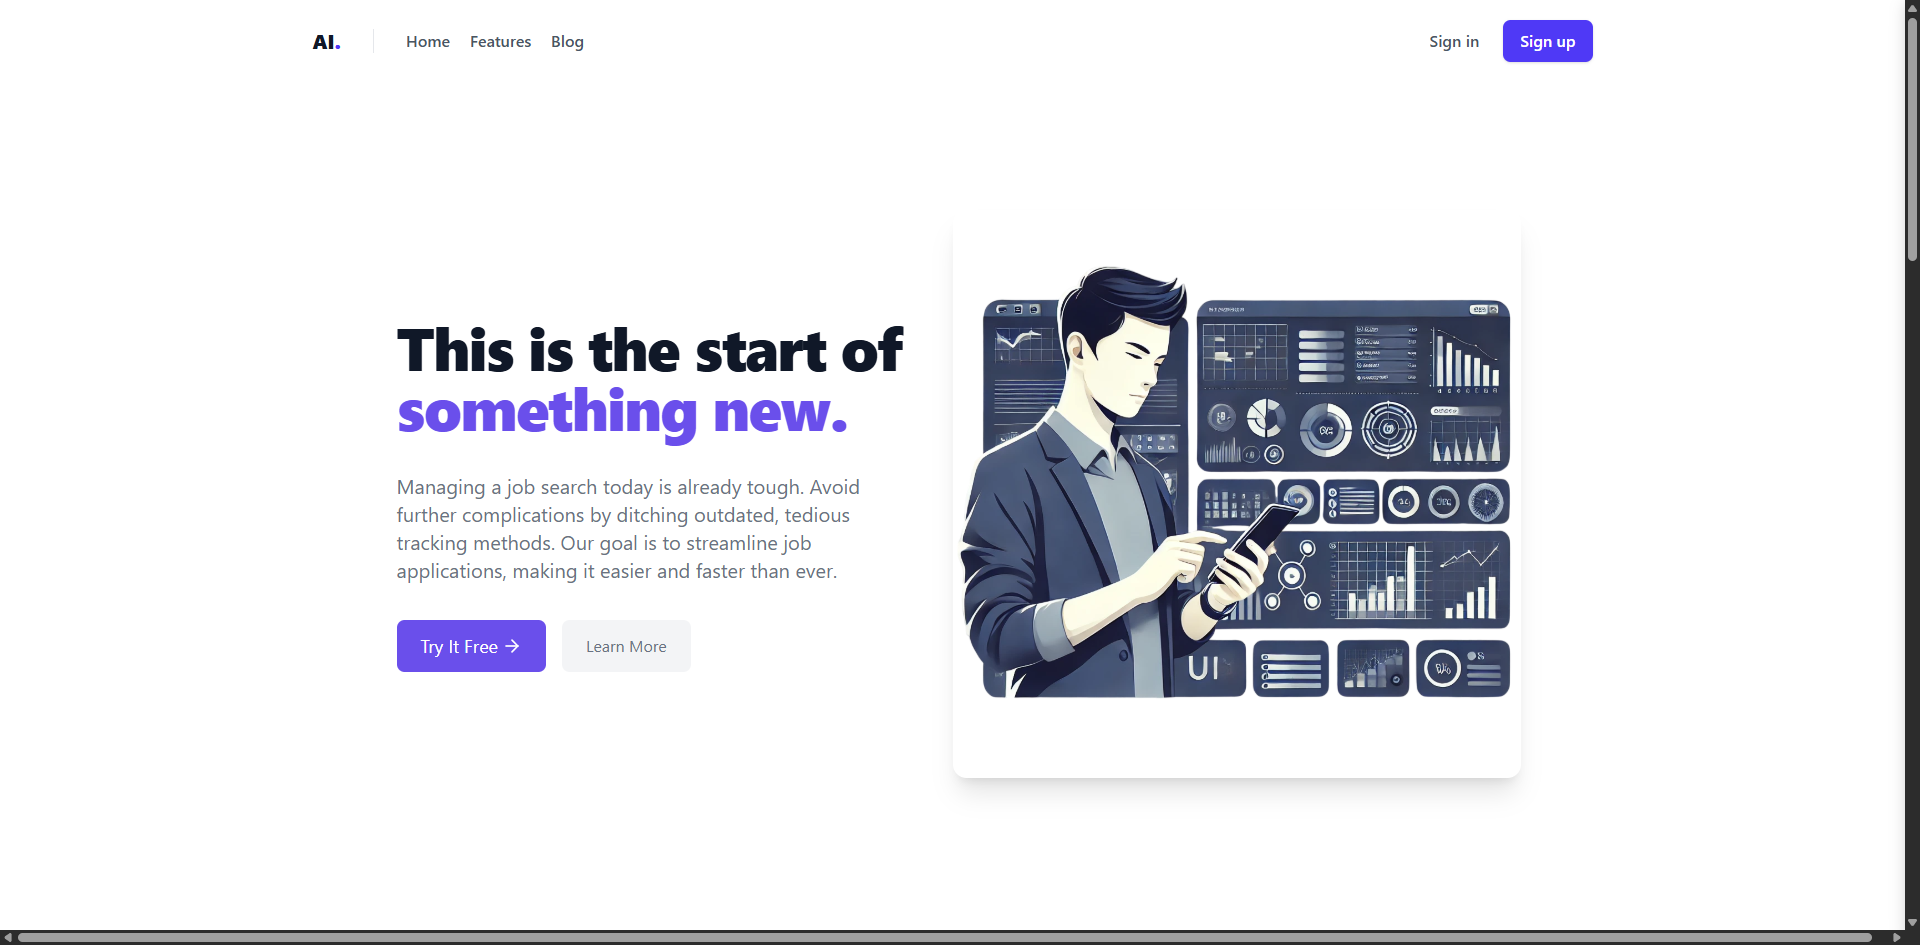 AI.
Home
Features
Blog
Sign in
Sign up
This is the start of
something new.
Managing a job search today is already tough. Avoid
further complications by ditching outdated, tedious
tracking methods. Our goal is to streamline job
applications, making it easier and faster than ever.
Try It Free →
Learn More
UI